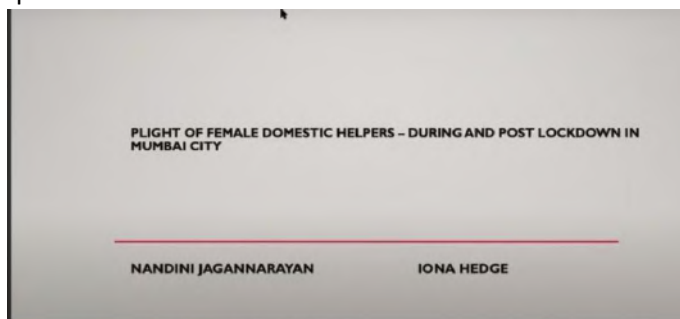 PLIGHT OF FEMALE DOMESTIC HELPERS – DURING AND POST LOCKDOWN IN
MUMBAI CITY
NANDINI JAGANNARAYAN IONA HEDGE